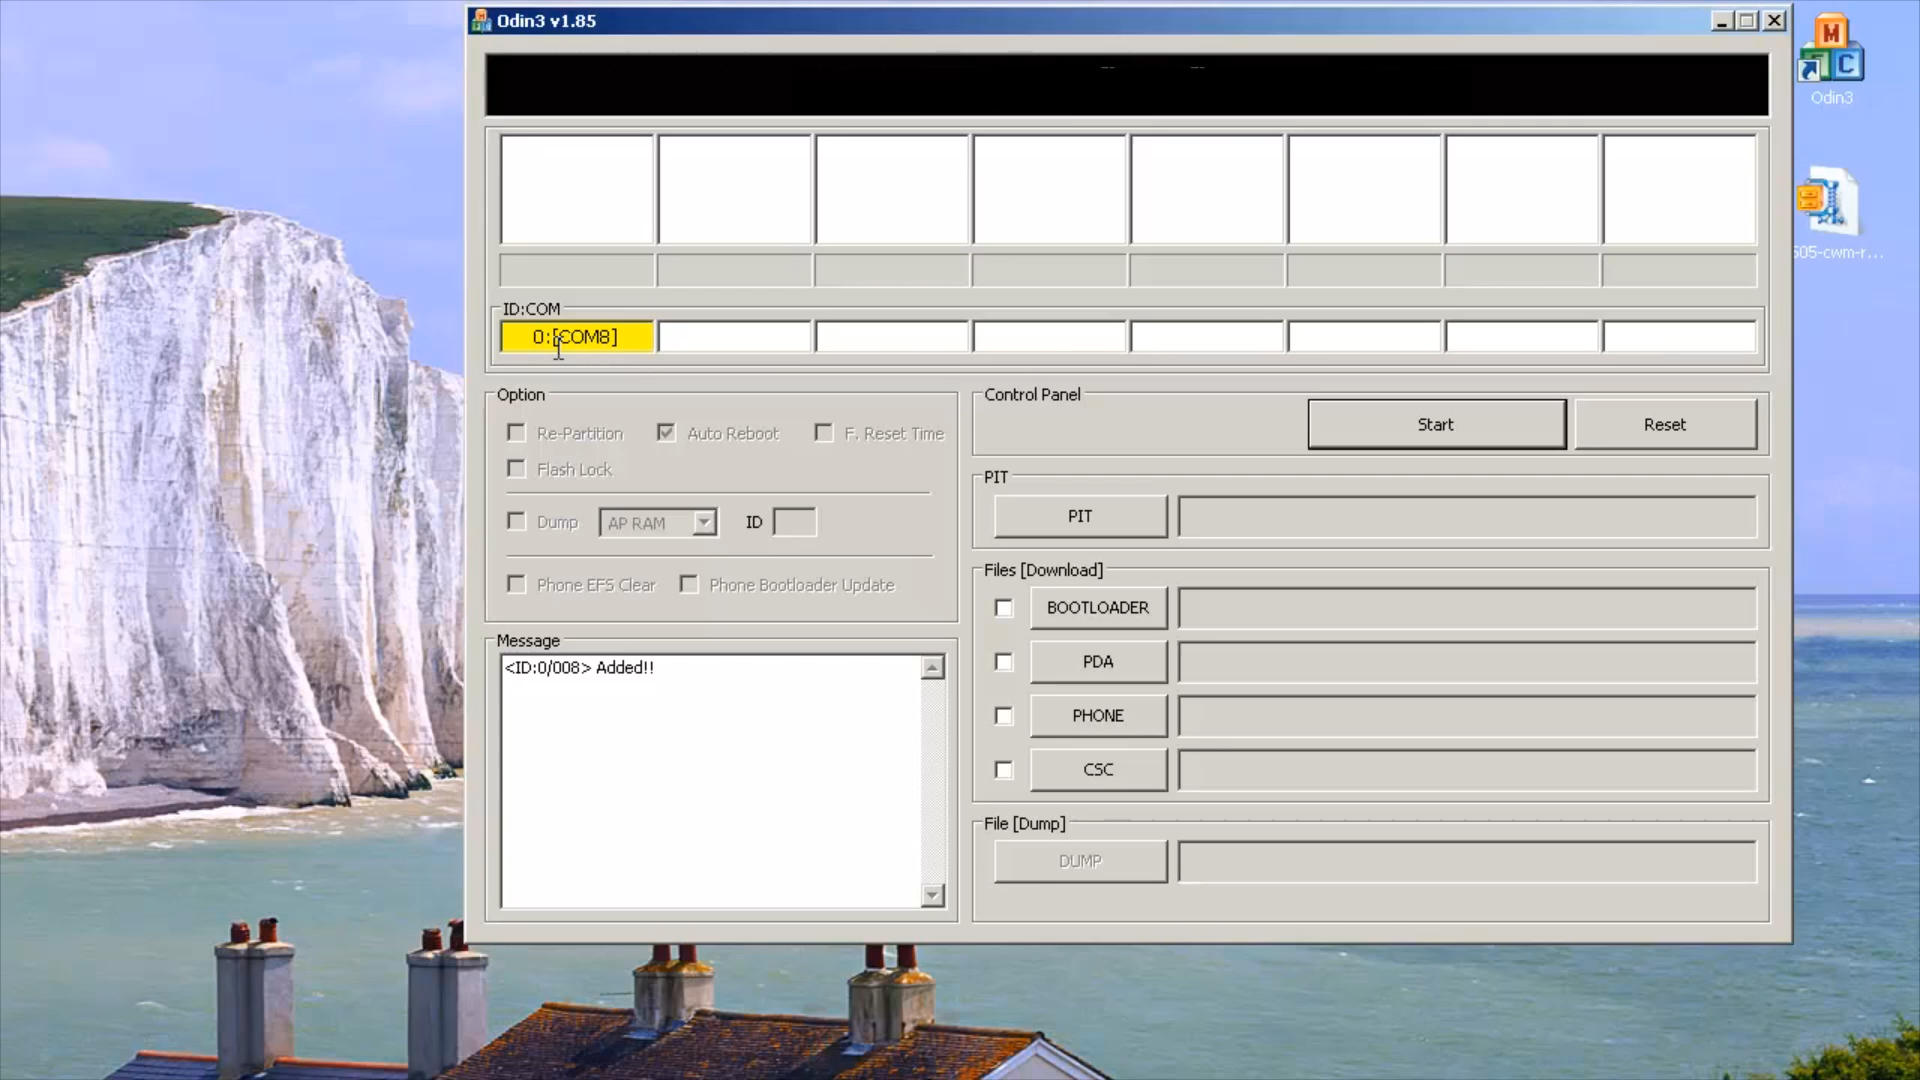 Odin3 v1.85
M
C
Odin3
505-cwm-r...
ID:COM
0:[COM8]
Option
Re-Partition
Auto Reboot
F. Reset Time
Flash Lock
Dump
AP RAM
ID
Phone EFS Clear
Phone Bootloader Update
Message
<ID:0/008> Added!!
Control Panel
Start
Reset
PIT
PIT
Files [Download]
BOOTLOADER
PDA
PHONE
CSC
File [Dump]
DUMP